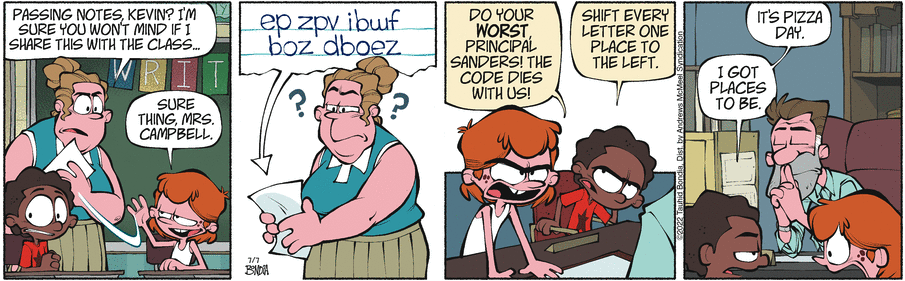 PASSING NOTES, KEVIN? I'M
SURE YOU WON'T MIND IF I
SHARE THIS WITH THE CLASS...
WRIT
SURE
THING, MRS.
CAMPBELL.
ep zpv ibwf
boz dboez
?
?
7/7
BONDIA
DO YOUR
WORST,
PRINCIPAL
SANDERS! THE
CODE DIES
WITH US!
SHIFT EVERY
LETTER ONE
PLACE TO
THE LEFT.
©2022 Tauhid Bondia, Dist. by Andrews McMeel Syndication
IT'S PIZZA
DAY.
I GOT
PLACES
TO BE.